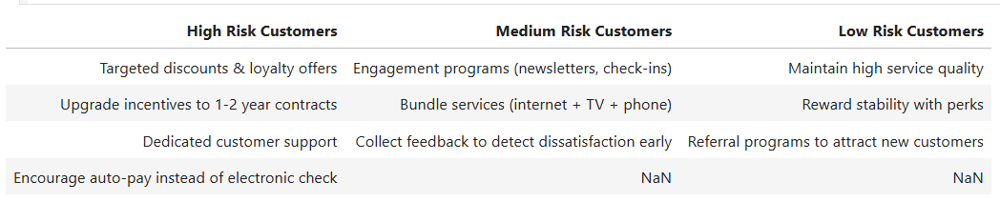 High Risk Customers Medium Risk Customers Low Risk Customers
Targeted discounts & loyalty offers Engagement programs (newsletters, check-ins) Maintain high service quality
Upgrade incentives to 1-2 year contracts Bundle services (internet + TV + phone) Reward stability with perks
Dedicated customer support Collect feedback to detect dissatisfaction early Referral programs to attract new customers
Encourage auto-pay instead of electronic check NaN NaN